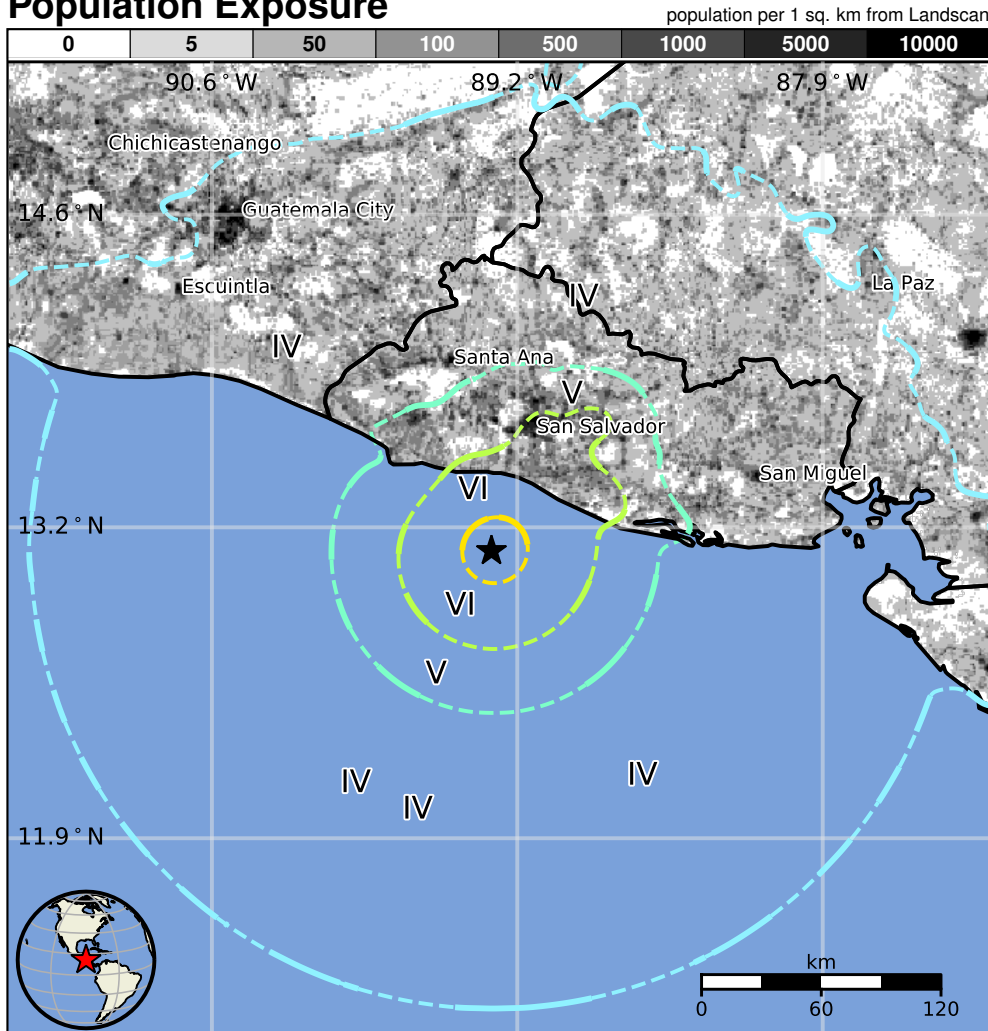 Population Exposure
population per 1 sq. km from Landscan
0 5 50 100 500 1000 5000 10000
90.6°W 89.2°W 87.9°W
Chichicastenango
14.6°N
Guatemala City
Escuintla
La Paz
IV
IV
Santa Ana
V
San Salvador
San Miguel
VI
13.2°N
VI
V
IV
IV
IV
11.9°N
km
0 60 120